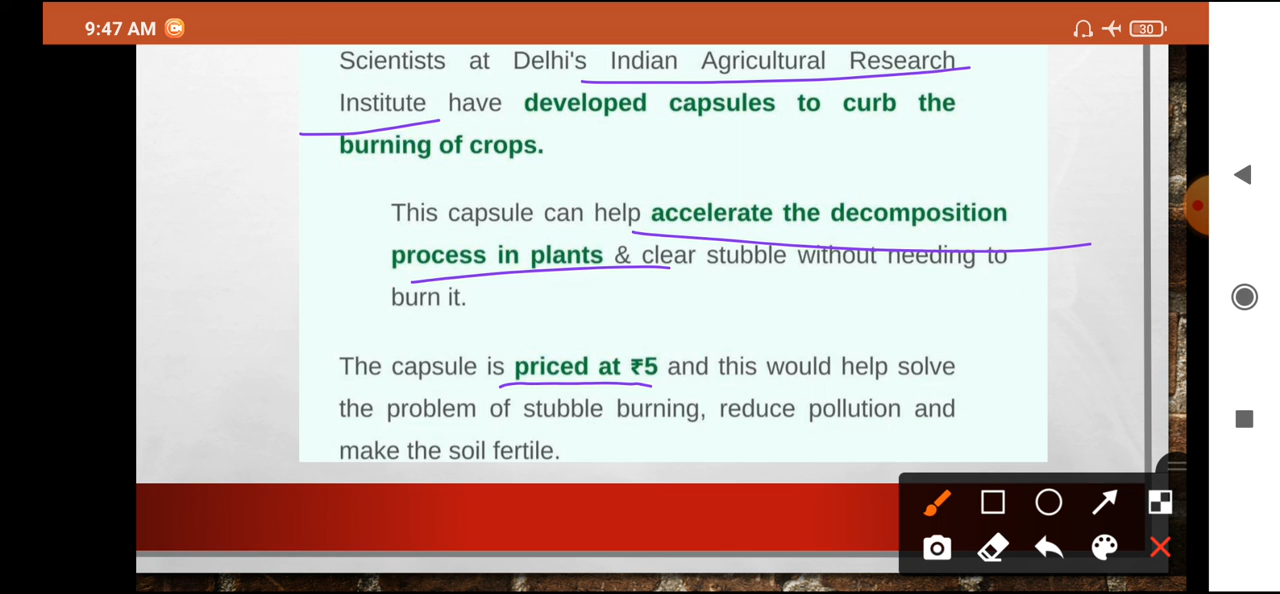 9:47 AM
30
Scientists at Delhi's Indian Agricultural Research
Institute have developed capsules to curb the
burning of crops.
This capsule can help accelerate the decomposition
process in plants & clear stubble without needing to
burn it.
The capsule is priced at ₹5 and this would help solve
the problem of stubble burning, reduce pollution and
make the soil fertile.